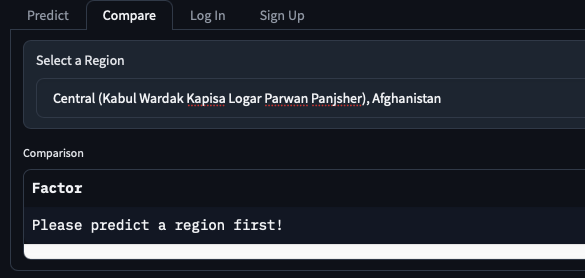 Predict
Compare
Log In
Sign Up
Select a Region
Central (Kabul Wardak Kapisa Logar Parwan Panjsher), Afghanistan
Comparison
Factor
Please predict a region first!